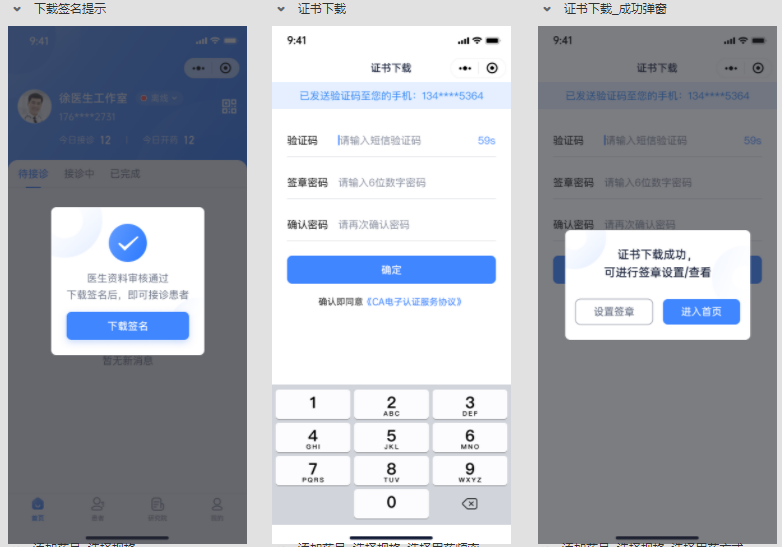 下载签名提示
9:41
徐医生工作室
176****2731
今日接诊 12
今日开药 12
待接诊
接诊中
已完成
医生资料审核通过
下载签名后，即可接诊患者
下载签名
暂无新消息
首页
我的
证书下载
9:41
证书下载
已发送验证码至您的手机：134****5364
验证码 请输入短信验证码 59s
签章密码 请输入6位数字密码
确认密码 请再次确认密码
确定
确认即同意《CA电子认证服务协议》
1
2 ABC
3 DEF
4 GHI
5 JKL
6 MNO
7 PQRS
8 TUV
9 WXYZ
0
证书下载_成功弹窗
9:41
证书下载
已发送验证码至您的手机：134****5364
验证码 请输入短信验证码 59s
签章密码 请输入6位数字密码
确认密码 请再次确认密码
证书下载成功，
可进行签章设置/查看
设置签章
进入首页